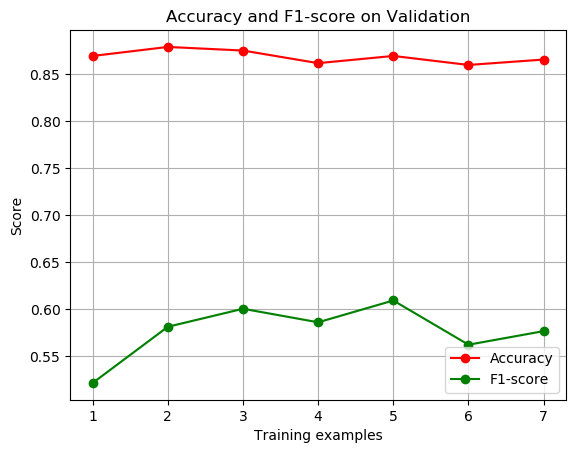 Accuracy and F1-score on Validation
Score
0.85
0.80
0.75
0.70
0.65
0.60
0.55
Accuracy
F1-score
1 2 3 4 5 6 7
Training examples